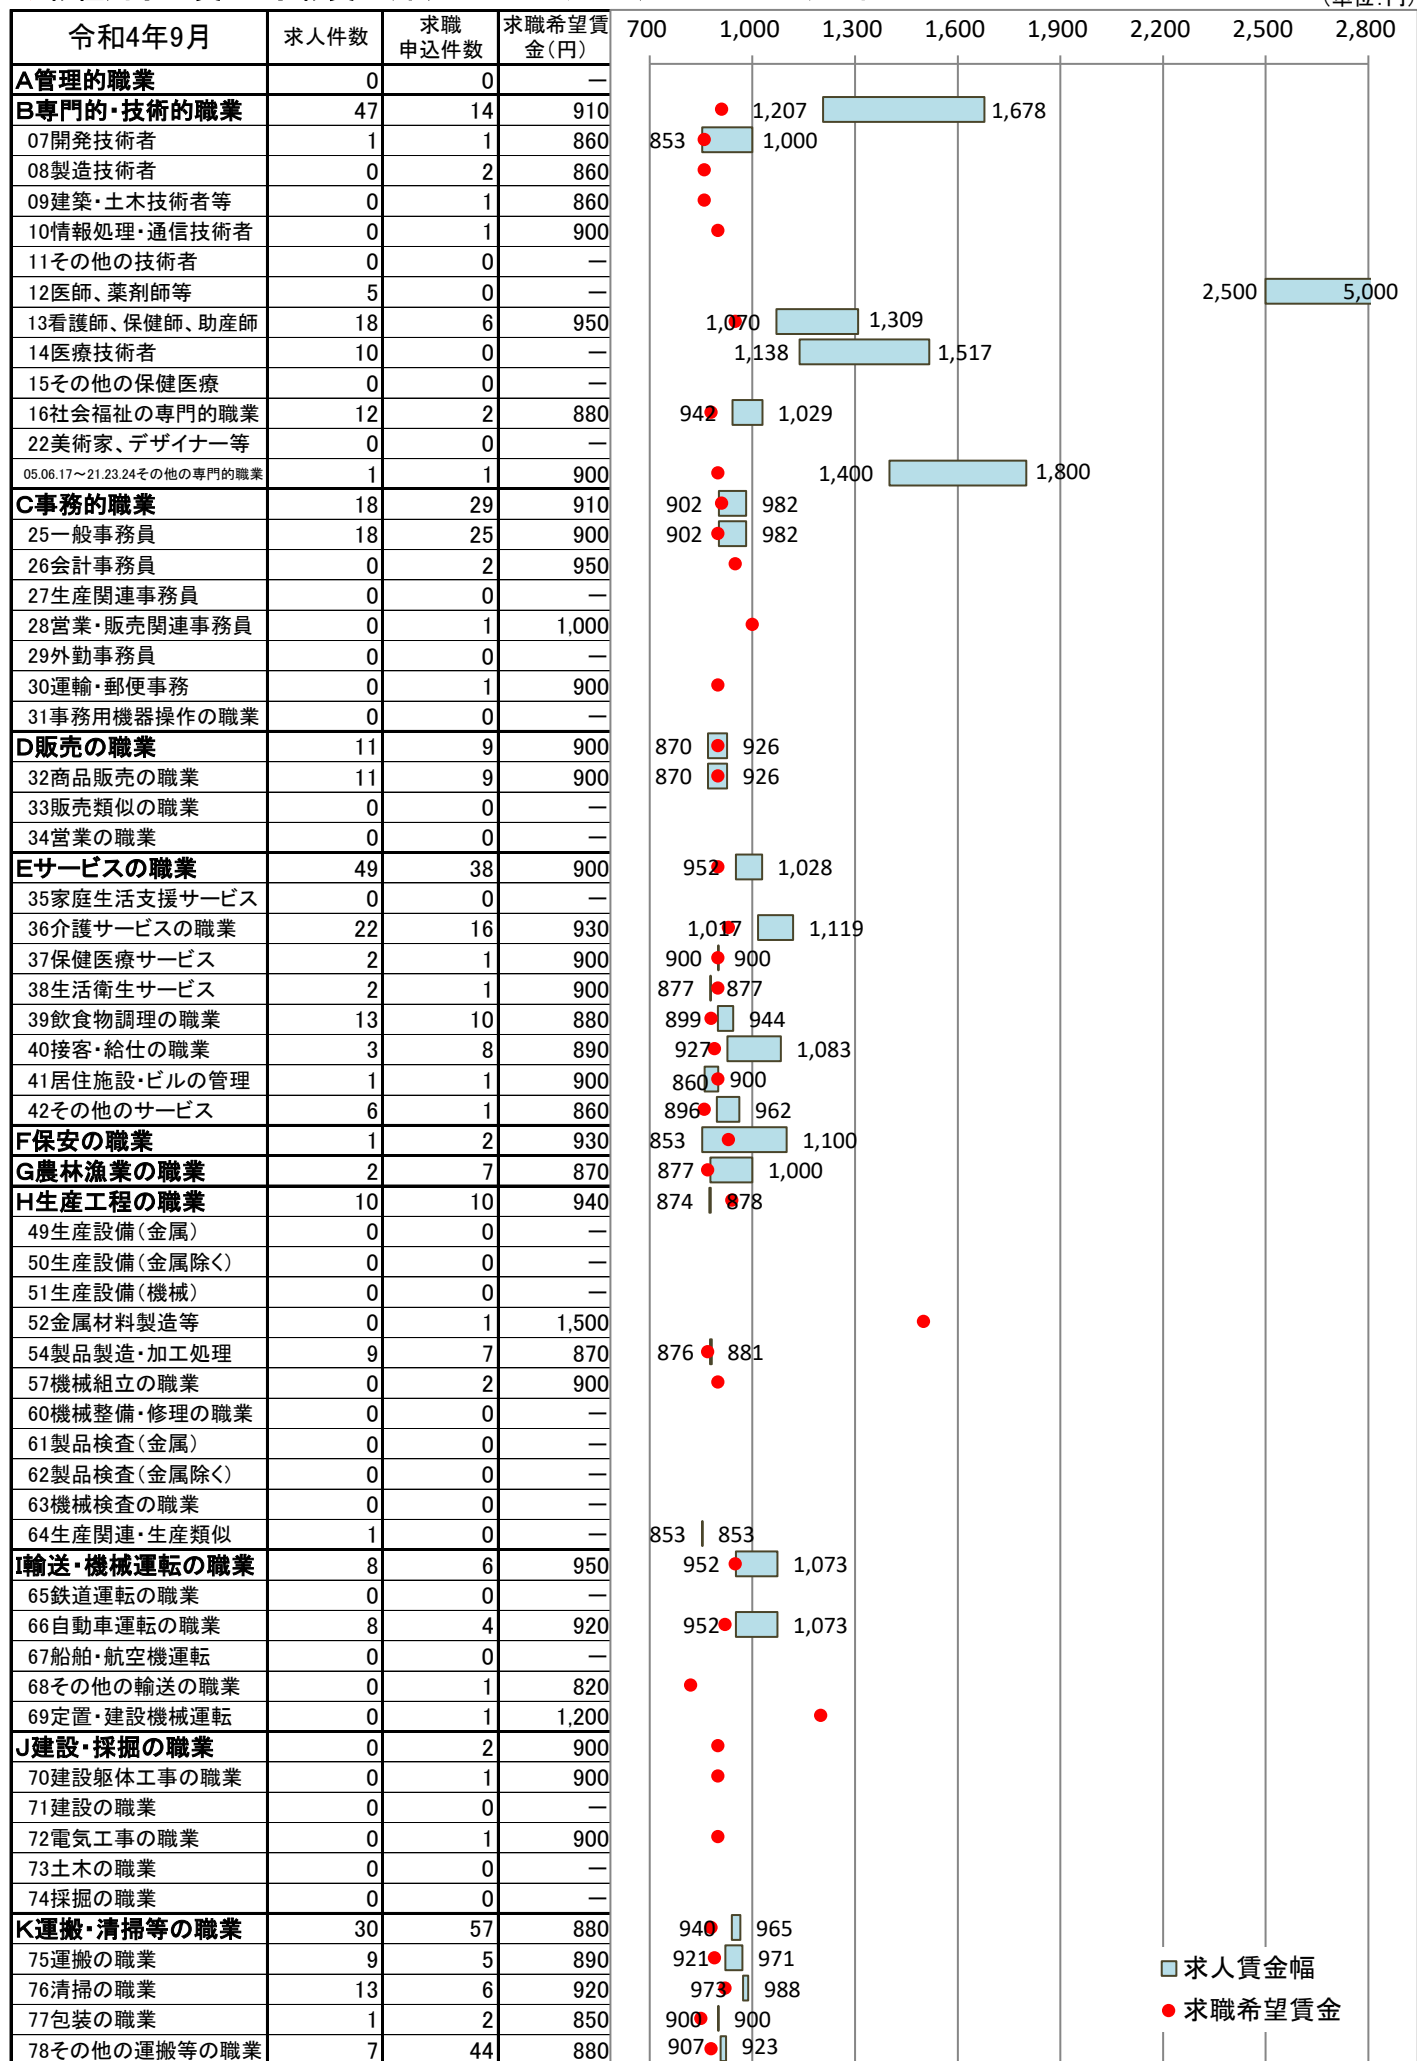 (単位:円)
令和4年9月 求人件数 求職申込件数 求職希望賃金(円) 700 1,000 1,300 1,600 1,900 2,200 2,500 2,800
A管理的職業 0 0 ―
B専門的・技術的職業 47 14 910 1,207 1,678
07開発技術者 1 1 860 853 1,000
08製造技術者 0 2 860
09建築・土木技術者等 0 1 860
10情報処理・通信技術者 0 1 900
11その他の技術者 0 0 ―
12医師、薬剤師等 5 0 ― 2,500 5,000
13看護師、保健師、助産師 18 6 950 1,070 1,309
14医療技術者 10 0 ― 1,138 1,517
15その他の保健医療 0 0 ―
16社会福祉の専門的職業 12 2 880 942 1,029
22美術家、デザイナー等 0 0 ―
05.06.17～21.23.24その他の専門的職業 1 1 900 1,400 1,800
C事務的職業 18 29 910 902 982
25一般事務員 18 25 900 902 982
26会計事務員 0 2 950
27生産関連事務員 0 0 ―
28営業・販売関連事務員 0 1 1,000
29外勤事務員 0 0 ―
30運輸・郵便事務 0 1 900
31事務用機器操作の職業 0 0 ―
D販売の職業 11 9 900 870 926
32商品販売の職業 11 9 900 870 926
33販売類似の職業 0 0 ―
34営業の職業 0 0 ―
Eサービスの職業 49 38 900 952 1,028
35家庭生活支援サービス 0 0 ―
36介護サービスの職業 22 16 930 1,017 1,119
37保健医療サービス 2 1 900 900 900
38生活衛生サービス 2 1 900 877 877
39飲食物調理の職業 13 10 880 899 944
40接客・給仕の職業 3 8 890 927 1,083
41居住施設・ビルの管理 1 1 900 860 900
42その他のサービス 6 1 860 896 962
F保安の職業 1 2 930 853 1,100
G農林漁業の職業 2 7 870 877 1,000
H生産工程の職業 10 10 940 874 878
49生産設備(金属) 0 0 ―
50生産設備(金属除く) 0 0 ―
51生産設備(機械) 0 0 ―
52金属材料製造等 0 1 1,500
54製品製造・加工処理 9 7 870 876 881
57機械組立の職業 0 2 900
60機械整備・修理の職業 0 0 ―
61製品検査(金属) 0 0 ―
62製品検査(金属除く) 0 0 ―
63機械検査の職業 0 0 ―
64生産関連・生産類似 1 0 ― 853 853
I輸送・機械運転の職業 8 6 950 952 1,073
65鉄道運転の職業 0 0 ―
66自動車運転の職業 8 4 920 952 1,073
67船舶・航空機運転 0 0 ―
68その他の輸送の職業 0 1 820
69定置・建設機械運転 0 1 1,200
J建設・採掘の職業 0 2 900
70建設躯体工事の職業 0 1 900
71建設の職業 0 0 ―
72電気工事の職業 0 1 900
73土木の職業 0 0 ―
74採掘の職業 0 0 ―
K運搬・清掃等の職業 30 57 880 940 965
75運搬の職業 9 5 890 921 971
76清掃の職業 13 6 920 973 988
77包装の職業 1 2 850 900 900
78その他の運搬等の職業 7 44 880 907 923
求人賃金幅
求職希望賃金